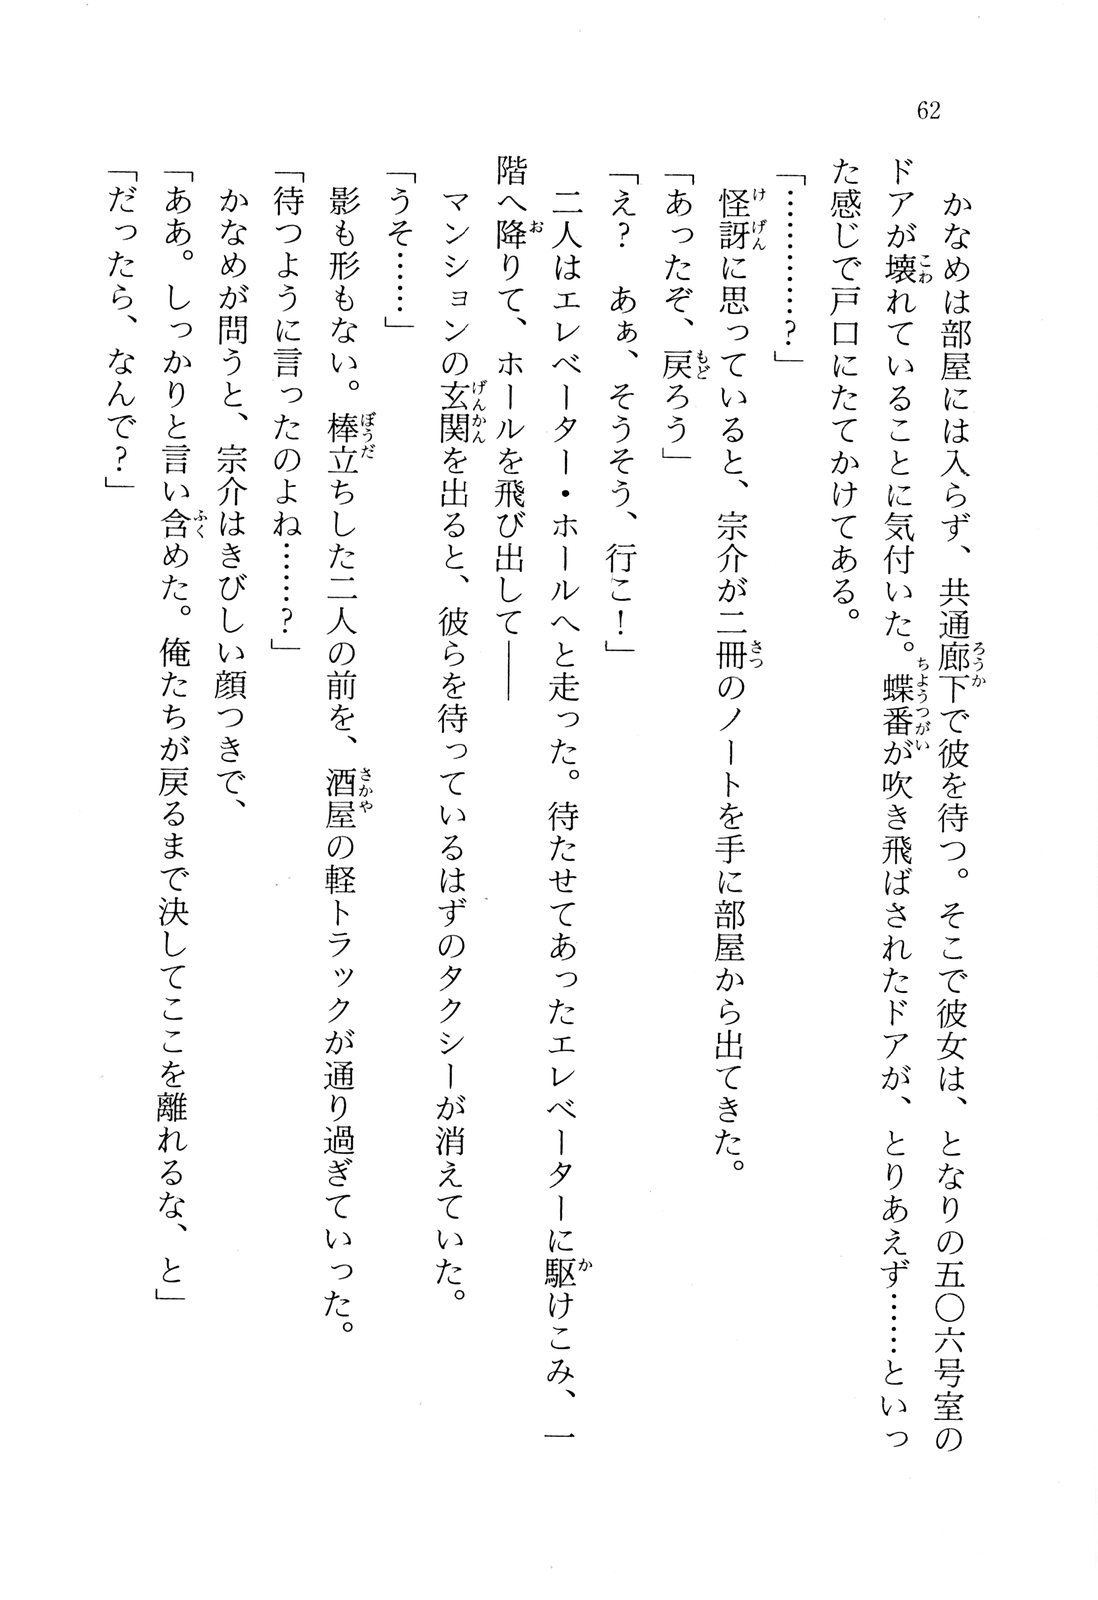 62
　かなめは部屋には入らず、共通廊下で彼を待つ。そこで彼女は、となりの五〇六号室の
ドアが壊れていることに気付いた。蝶番が吹き飛ばされたドアが、とりあえず……といっ
た感じで戸口にたてかけてある。
「…………？」
　怪訝に思っていると、宗介が二冊のノートを手に部屋から出てきた。
「あったぞ、戻ろう」
「え？　あぁ、そうそう、行こ！」
　二人はエレベーター・ホールへと走った。待たせてあったエレベーターに駆けこみ、一
階へ降りて、ホールを飛び出して――
　マンションの玄関を出ると、彼らを待っているはずのタクシーが消えていた。
「うそ……」
　影も形もない。棒立ちした二人の前を、酒屋の軽トラックが通り過ぎていった。
「待つように言ったのよね……？」
　かなめが問うと、宗介はきびしい顔つきで、
「ああ。しっかりと言い含めた。俺たちが戻るまで決してここを離れるな、と」
「だったら、なんで？」